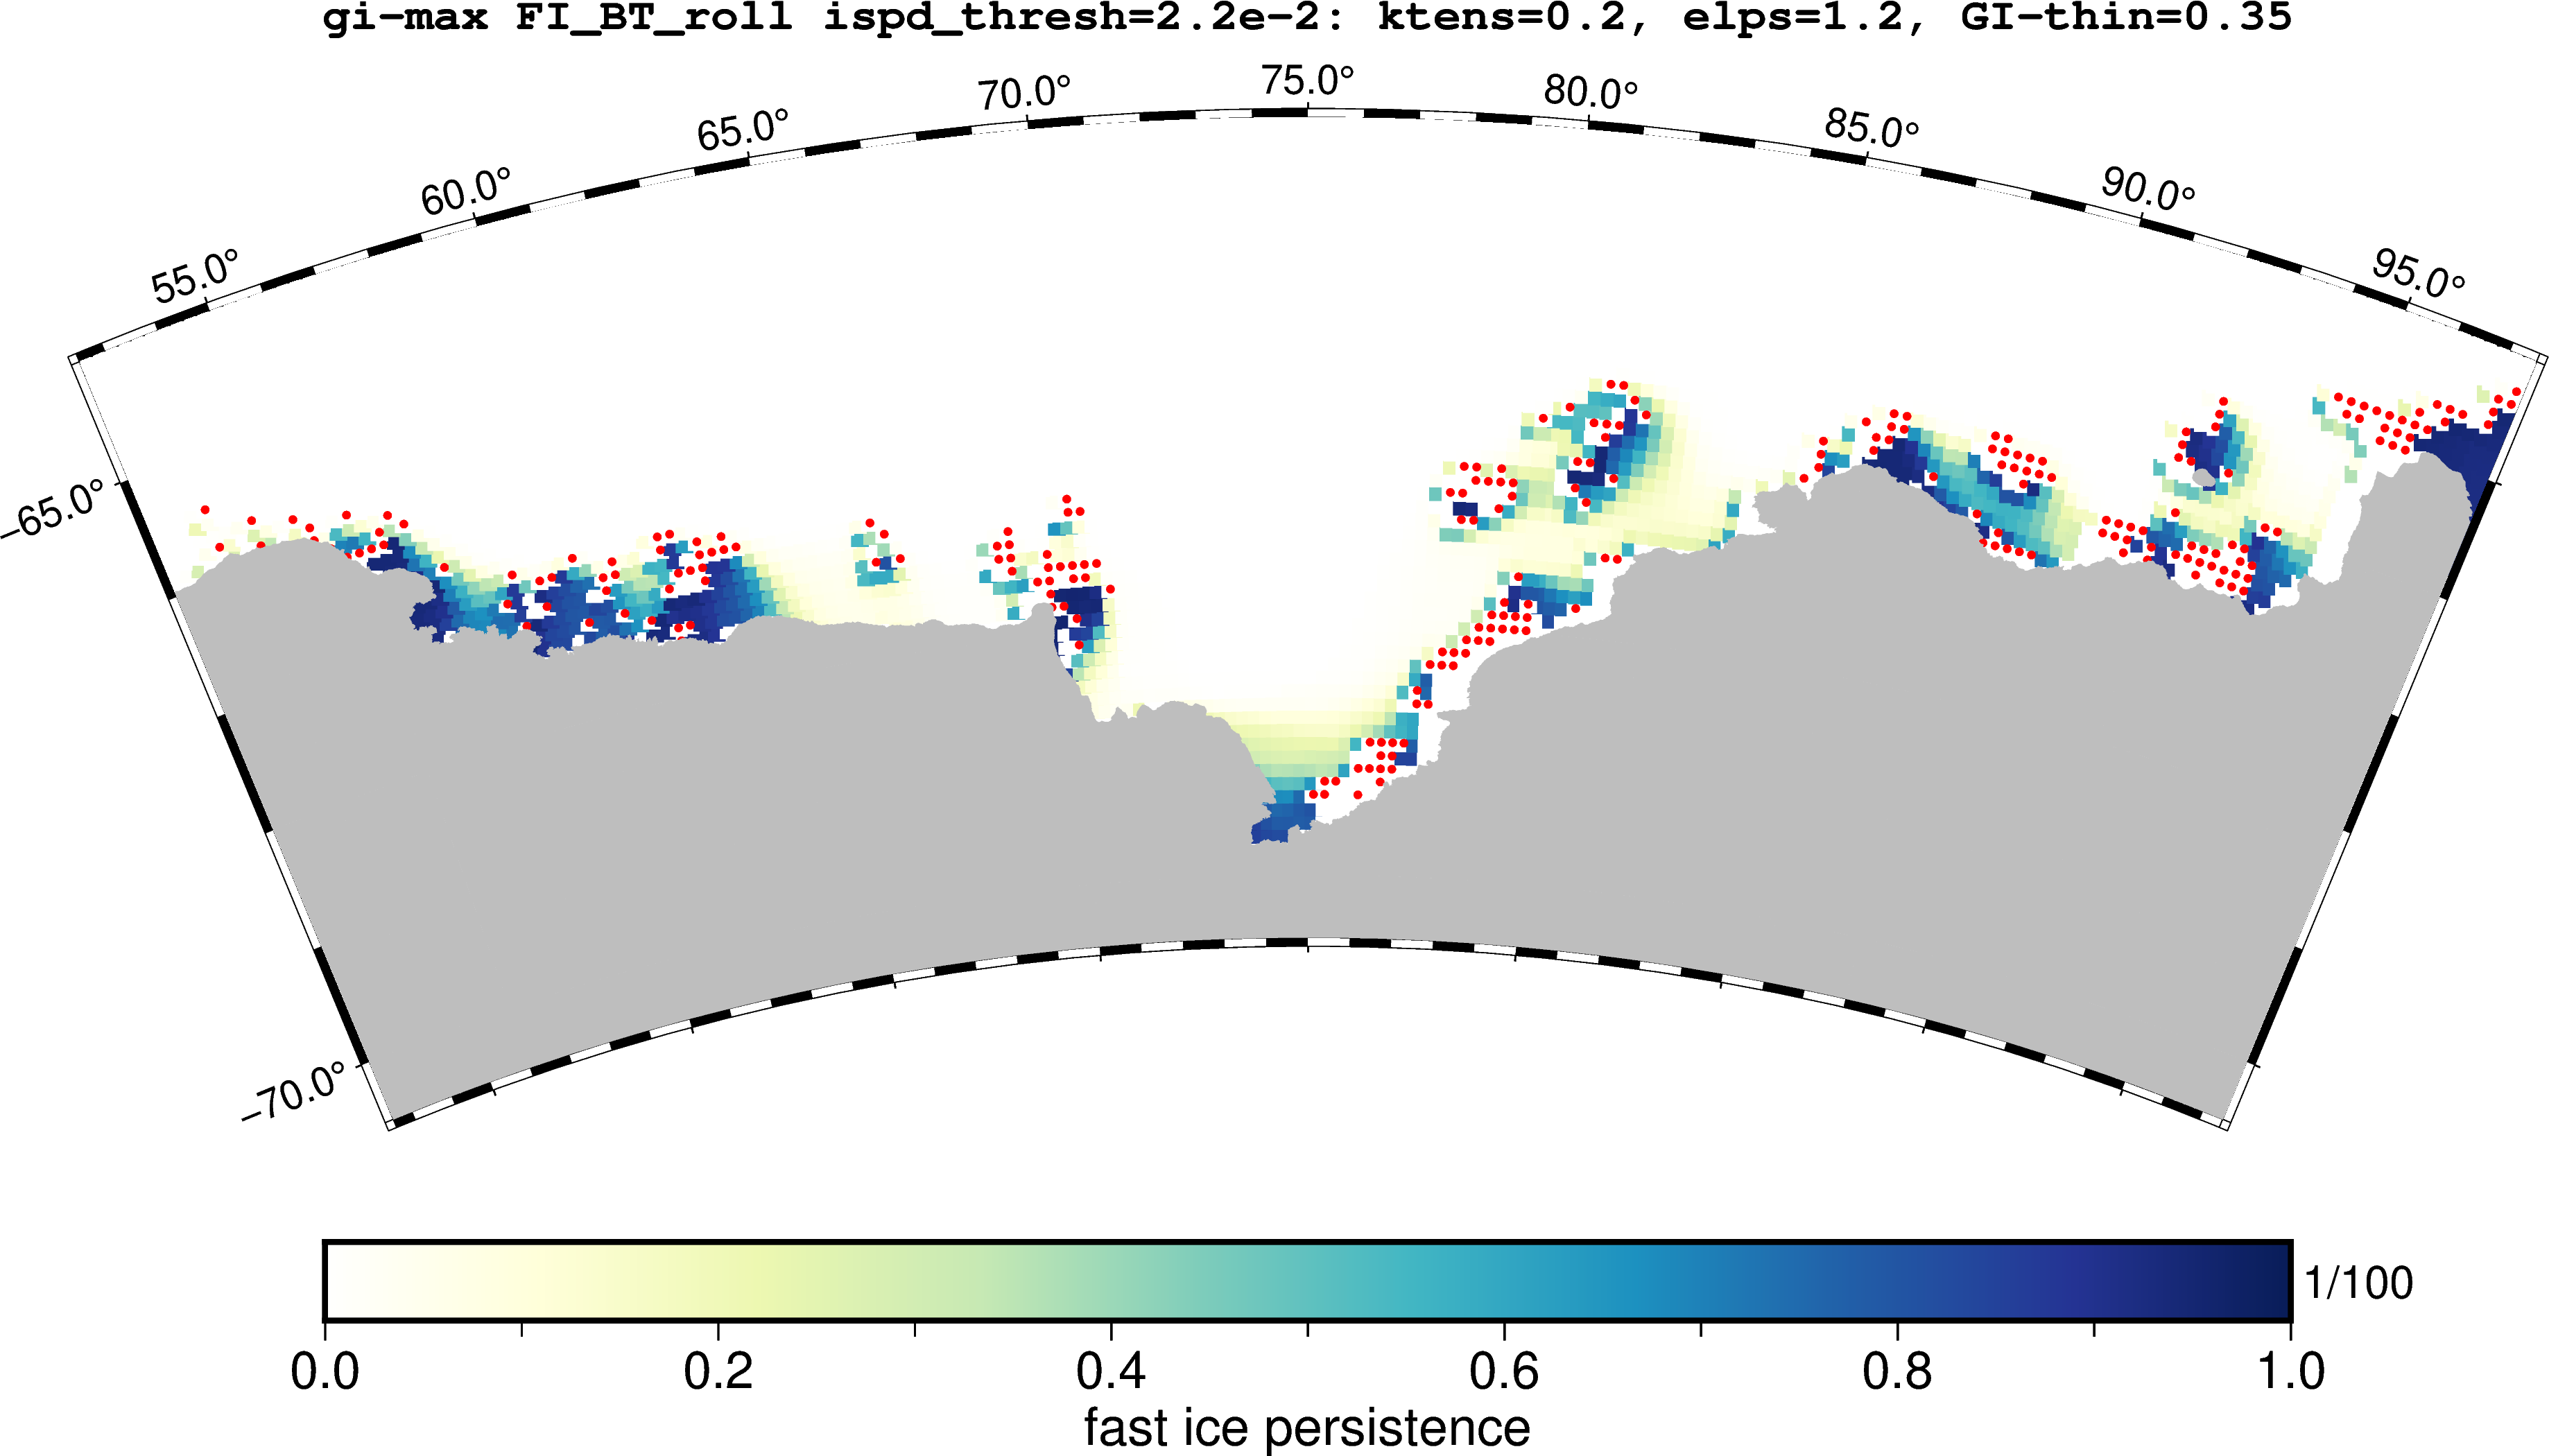 gi-max FI_BT_roll ispd_thresh=2.2e-2: ktens=0.2, elps=1.2, GI-thin=0.35
55.0° 60.0° 65.0° 70.0° 75.0° 80.0° 85.0° 90.0° 95.0°
−65.0°
−70.0°
1/100
0.0 0.2 0.4 0.6 0.8 1.0
fast ice persistence